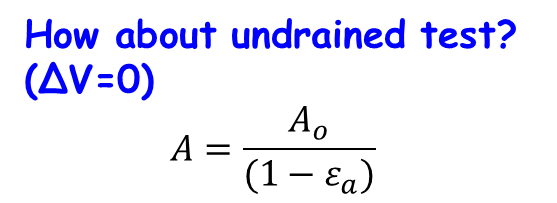 How about undrained test?
(ΔV=0)
A = A_o / (1 − ε_a)